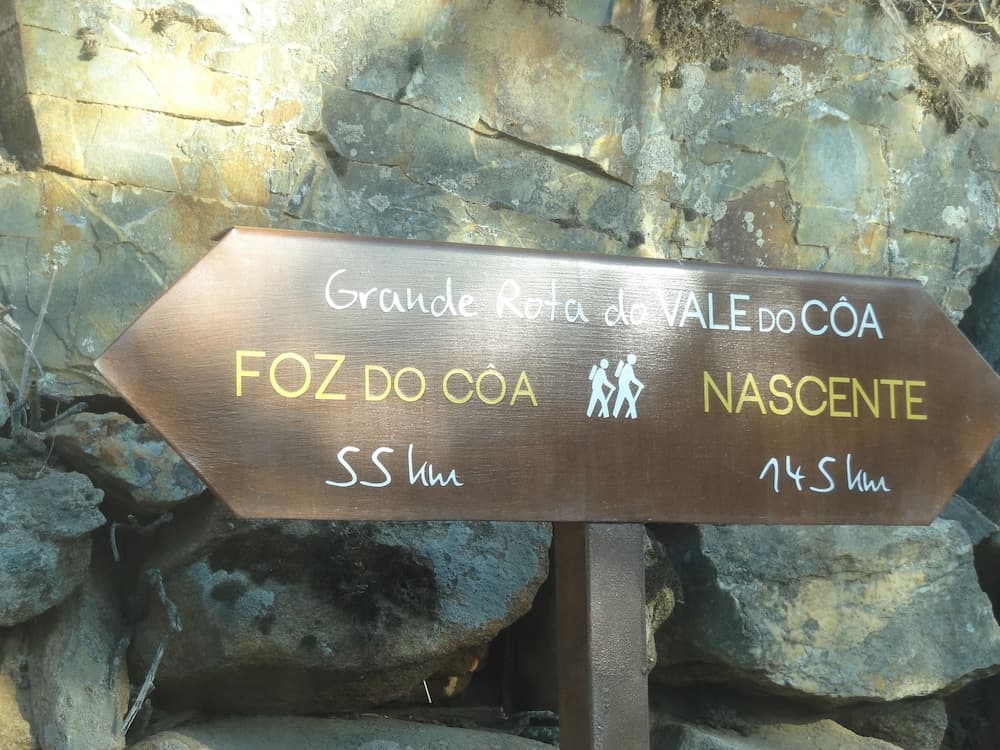 Grande Rota do VALE DO CÔA
FOZ DO CÔA NASCENTE
55 km 145 km